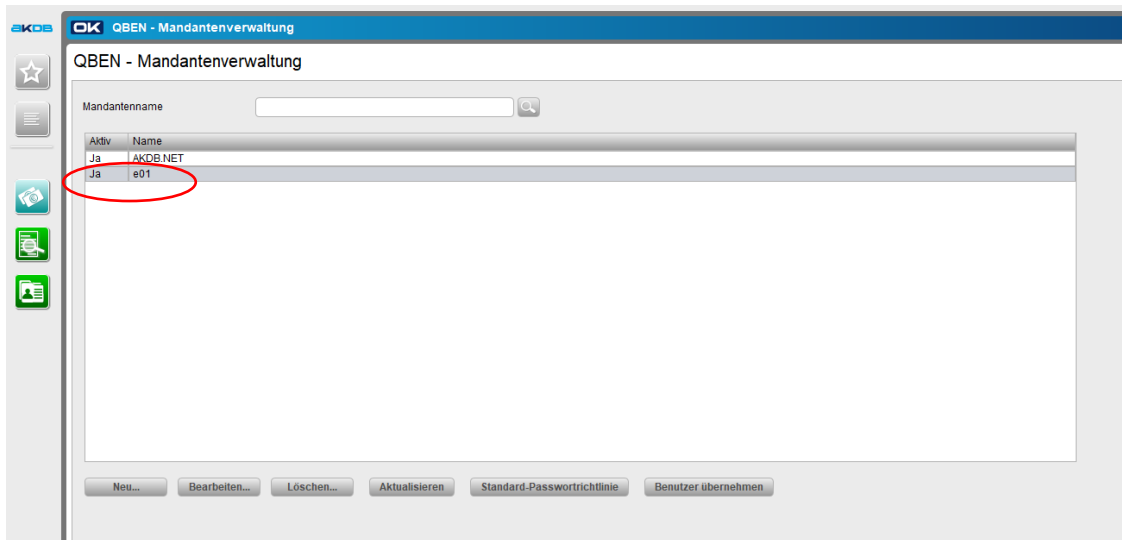 AKDB OK QBEN - Mandantenverwaltung
QBEN - Mandantenverwaltung
Mandantenname
Aktiv Name
Ja AKDB.NET
Ja e01
Neu... Bearbeiten... Löschen... Aktualisieren Standard-Passwortrichtlinie Benutzer übernehmen